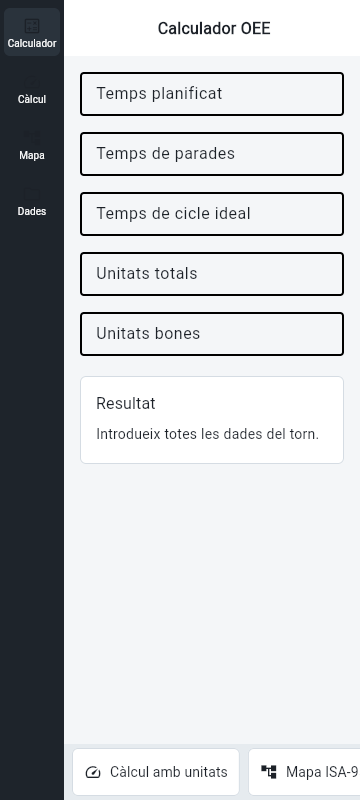 Calculador OEE
Calculador
Càlcul
Mapa
Dades
Temps planificat
Temps de parades
Temps de cicle ideal
Unitats totals
Unitats bones
Resultat
Introdueix totes les dades del torn.
Càlcul amb unitats
Mapa ISA-9